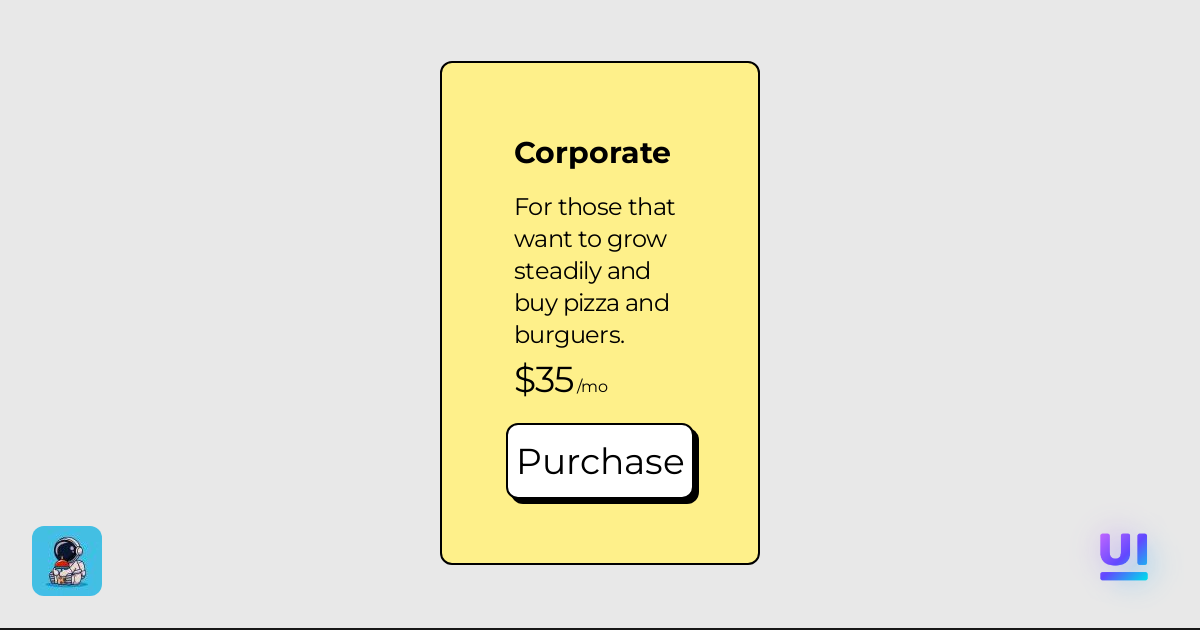 Corporate
For those that
want to grow
steadily and
buy pizza and
burguers.
$35/mo
Purchase
UI